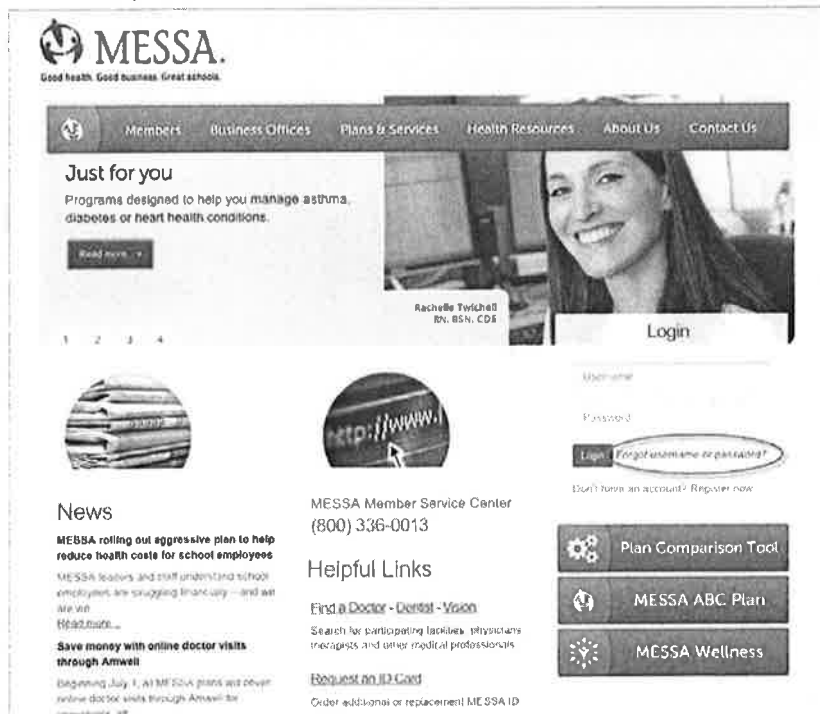 MESSA.
Good health. Good business. Great schools.
Members Business Offices Plans & Services Health Resources About Us Contact Us
Just for you
Programs designed to help you manage asthma,
diabetes or heart health conditions.
Read more
Rachelle Twichell
RN, BSN, CDE
1 2 3 4
Login
Username
Password
Login Forgot username or password?
Don't have an account? Register now
http://www.
News
MESSA rolling out aggressive plan to help
reduce health costs for school employees
MESSA leaders and staff understand school
employees are struggling financially – and we
are wit
Read more...
Save money with online doctor visits
through Amwell
Beginning July 1, all MESSA plans will cover
online doctor visits through Amwell for
MESSA Member Service Center
(800) 336-0013
Helpful Links
Find a Doctor - Dentist - Vision
Search for participating facilities, physicians
therapists and other medical professionals
Request an ID Card
Order additional or replacement MESSA ID
Plan Comparison Tool
MESSA ABC Plan
MESSA Wellness